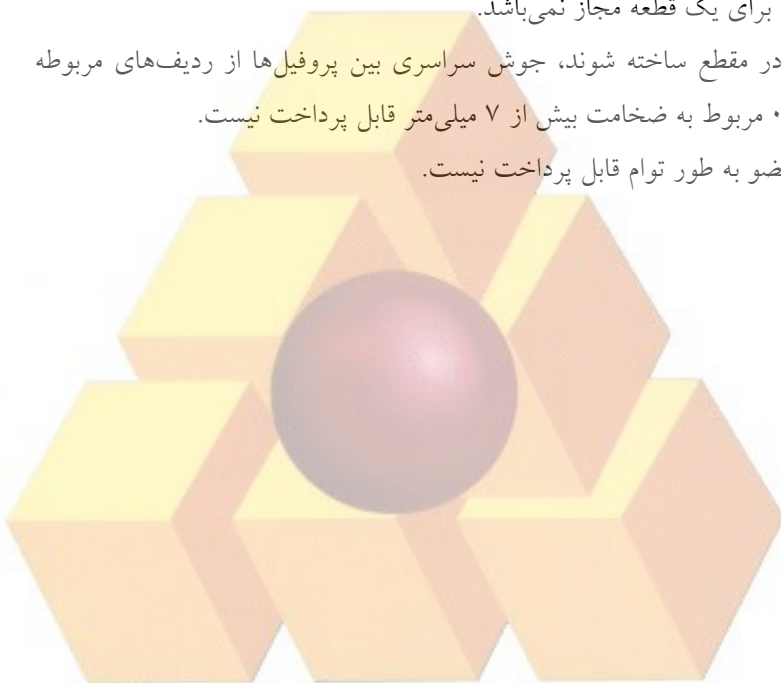 برای یک قطعه مجاز نمی‌باشد.
در مقطع ساخته شوند، جوش سراسری بین پروفیل‌ها از ردیف‌های مربوطه
۰ مربوط به ضخامت بیش از ۷ میلی‌متر قابل پرداخت نیست.
ضو به طور توام قابل پرداخت نیست.